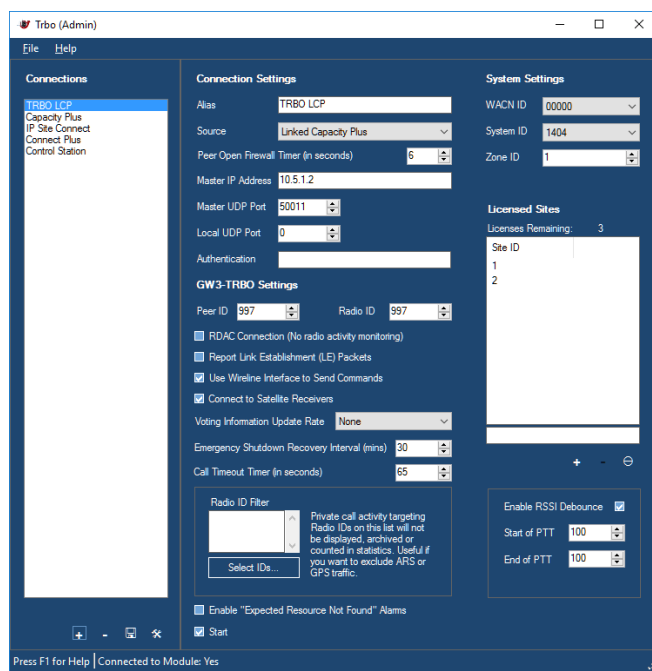 Trbo (Admin)
File Help
Connections
TRBO LCP
Capacity Plus
IP Site Connect
Connect Plus
Control Station
Connection Settings
Alias TRBO LCP
Source Linked Capacity Plus
Peer Open Firewall Timer (in seconds) 6
Master IP Address 10.5.1.2
Master UDP Port 50011
Local UDP Port 0
Authentication
GW3-TRBO Settings
Peer ID 997 Radio ID 997
RDAC Connection (No radio activity monitoring)
Report Link Establishment (LE) Packets
Use Wireline Interface to Send Commands
Connect to Satellite Receivers
Voting Information Update Rate None
Emergency Shutdown Recovery Interval (mins) 30
Call Timeout Timer (in seconds) 65
Radio ID Filter
Select IDs...
Private call activity targeting
Radio IDs on this list will not
be displayed, archived or
counted in statistics. Useful if
you want to exclude ARS or
GPS traffic.
Enable "Expected Resource Not Found" Alarms
Start
System Settings
WACN ID 00000
System ID 1404
Zone ID 1
Licensed Sites
Licenses Remaining: 3
Site ID
1
2
+ -
Enable RSSI Debounce
Start of PTT 100
End of PTT 100
+ -
Press F1 for Help Connected to Module: Yes